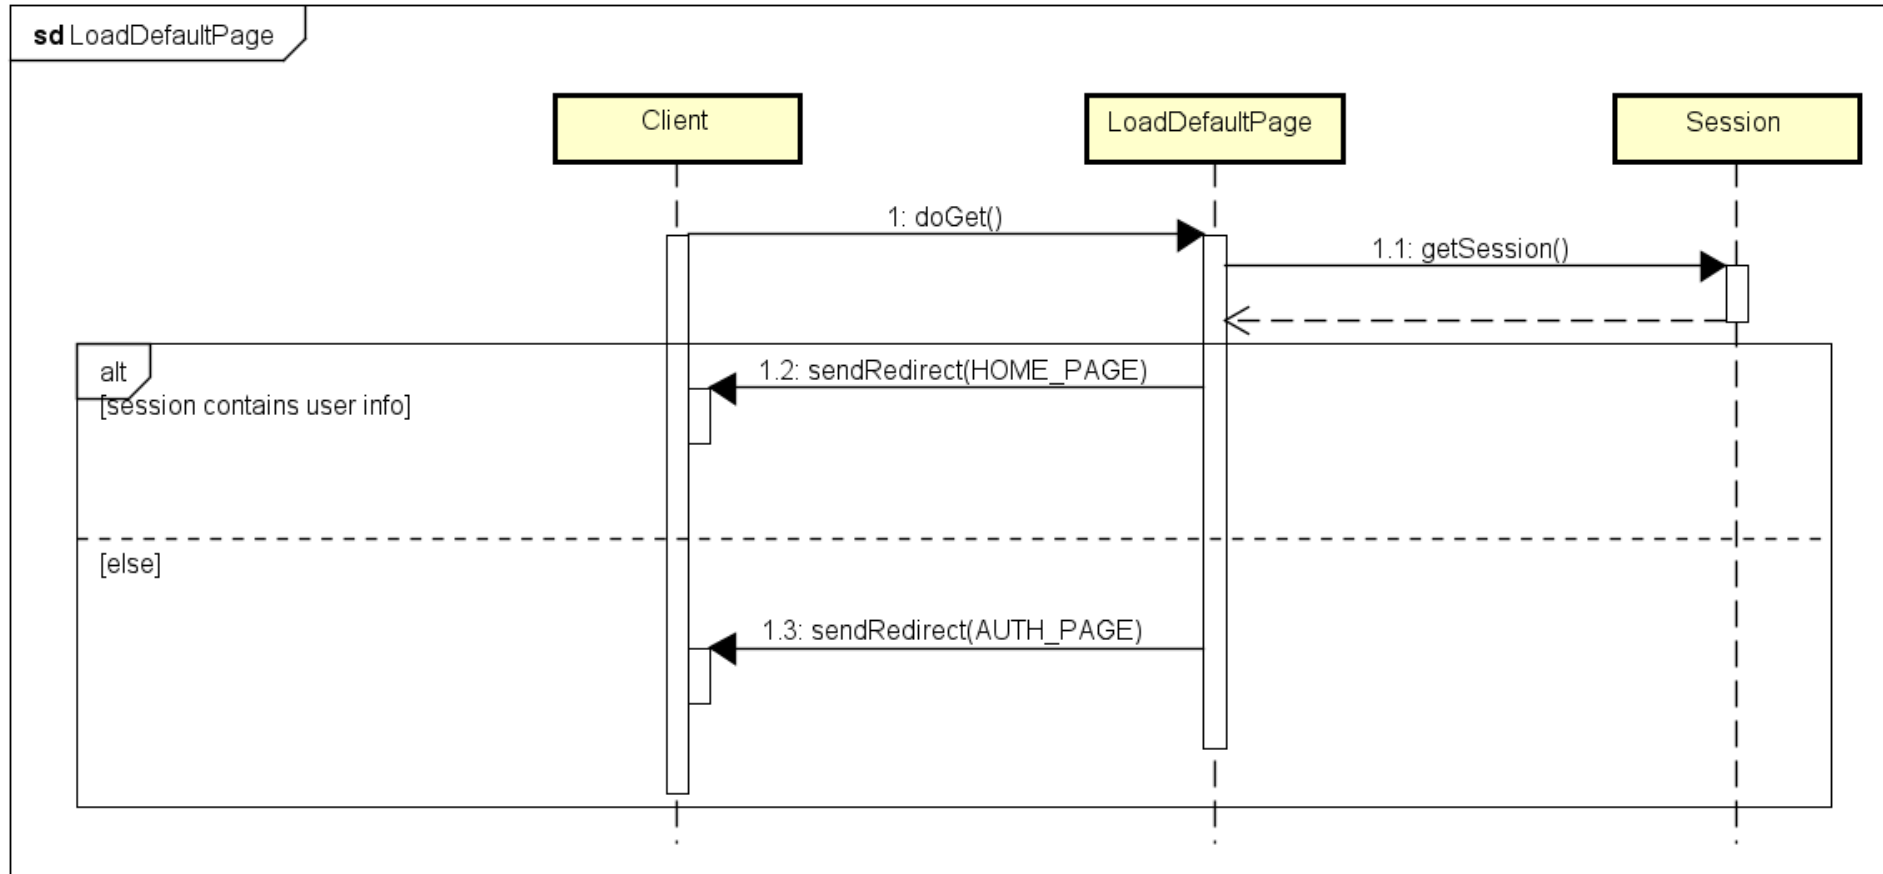 sd LoadDefaultPage
Client
LoadDefaultPage
Session
1: doGet()
1.1: getSession()
alt
1.2: sendRedirect(HOME_PAGE)
[session contains user info]
[else]
1.3: sendRedirect(AUTH_PAGE)